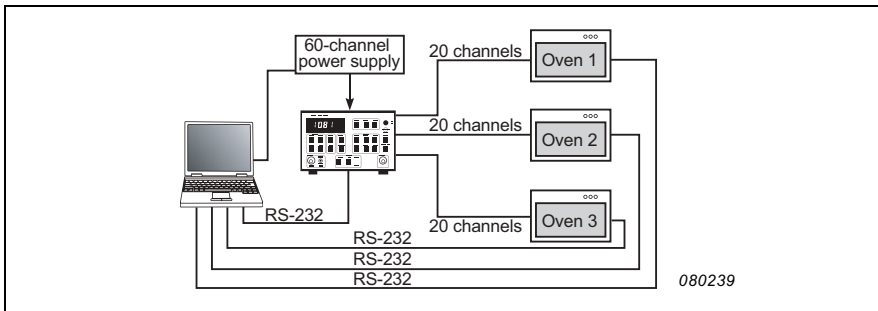 60-channel
power supply
20 channels
Oven 1
1081
20 channels
Oven 2
20 channels
Oven 3
RS-232
RS-232
RS-232
RS-232
080239